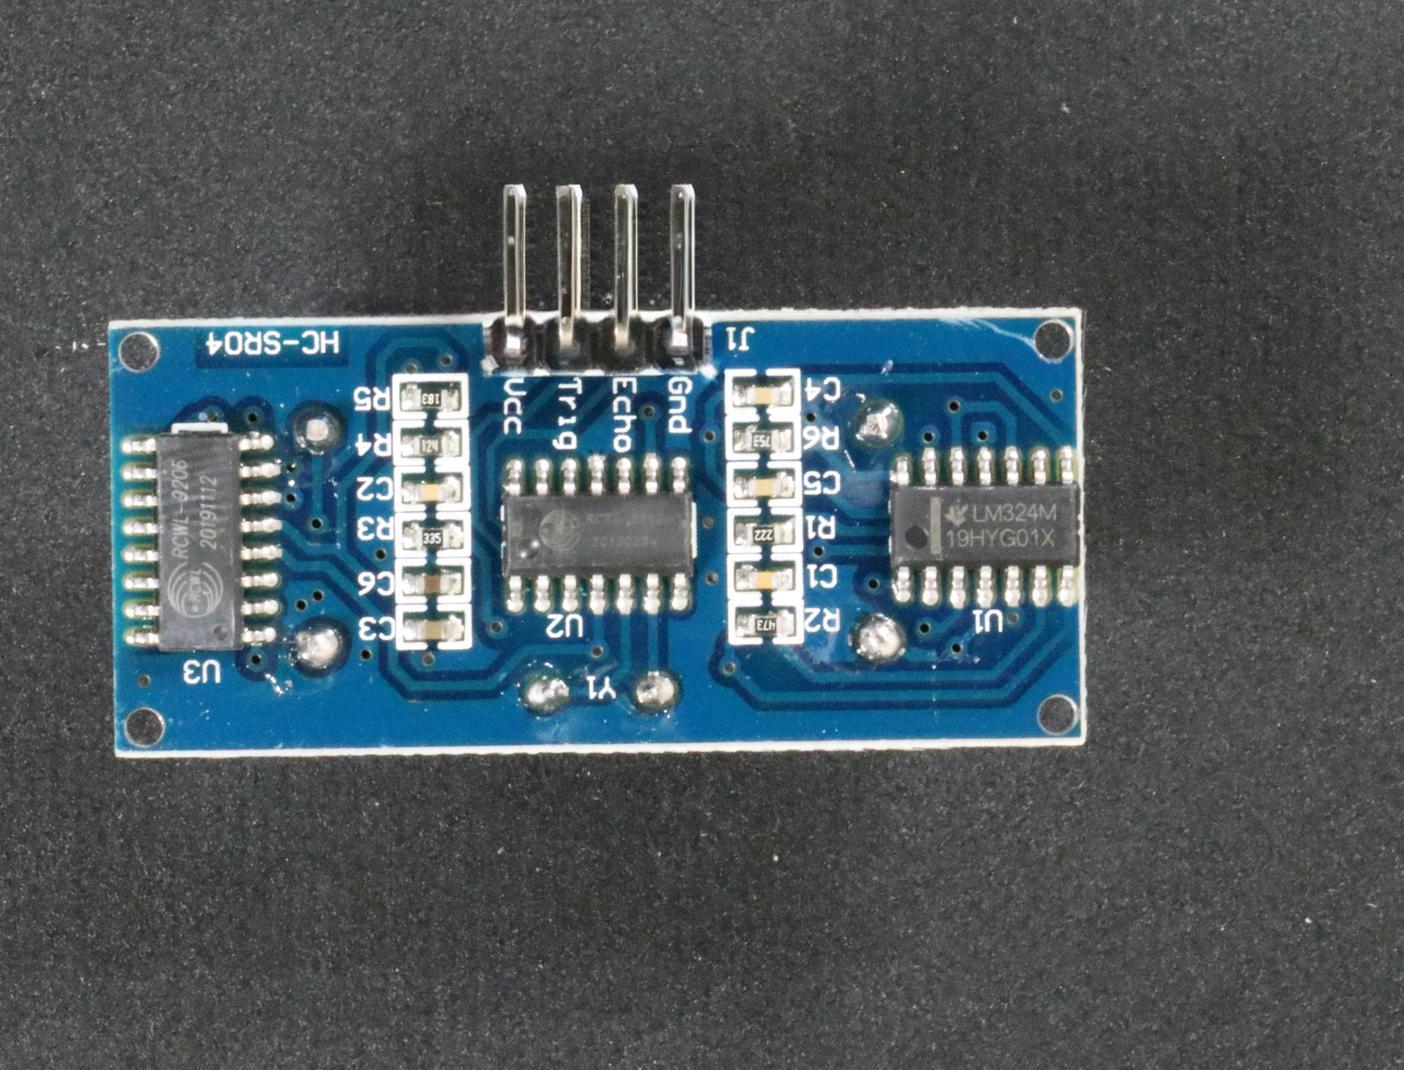 HC-SR04
J1
Vcc
Trig
Echo
Gnd
R5
183
R4
124
C2
R3
335
C6
C3
C4
R6
753
C5
R1
222
C1
R2
473
RCWL-9206
20191112
RCWL
U3
U2
Y1
LM324M
19HYG01X
U1